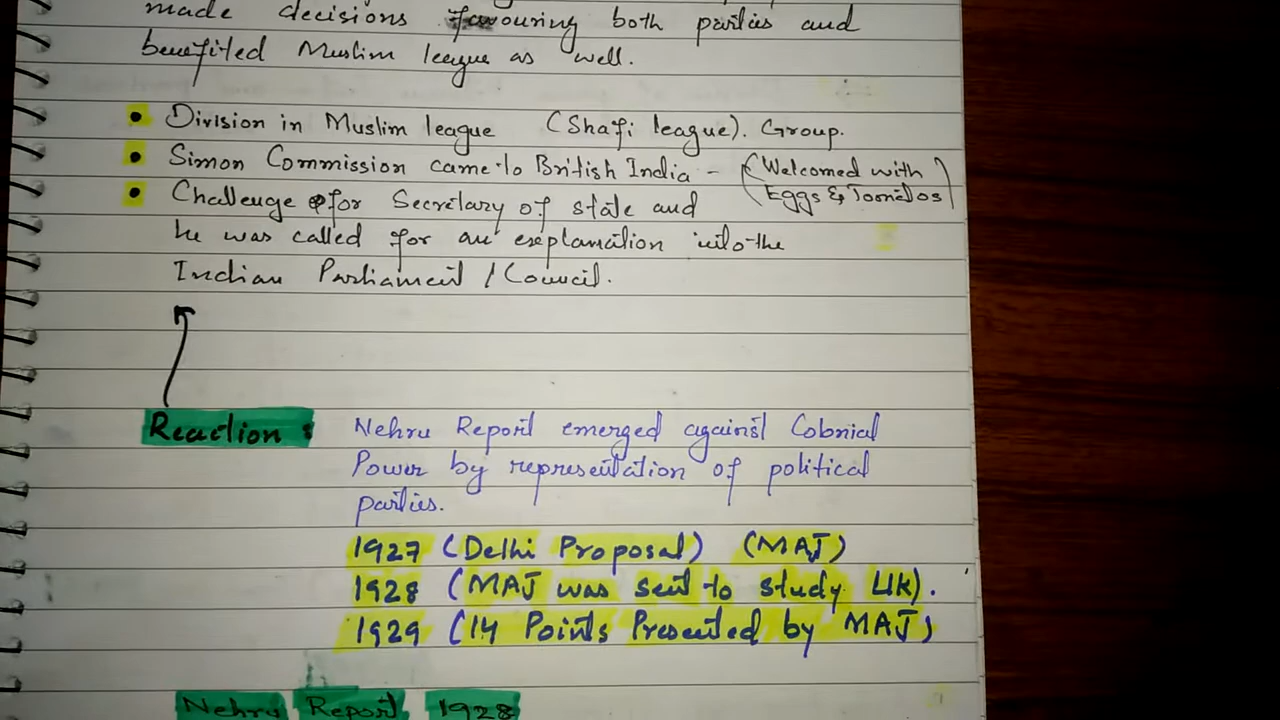 made decisions favouring both parties and
benefited Muslim league as well.
• Division in Muslim league (Shafi league). Group.
• Simon Commission came to British India - (Welcomed with
Eggs & Tomatos)
• Challenge for Secretary of state and
he was called for an explanation into the
Indian Parliament / Council.
Reaction : Nehru Report emerged against Colonial
Power by representation of political
parties.
1927 (Delhi Proposal) (MAJ)
1928 (MAJ was sent to study UK).
1929 (14 Points Presented by MAJ)
Nehru Report 1928